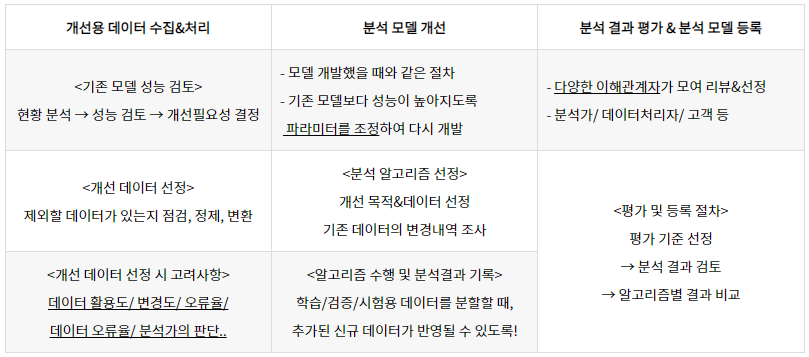 개선용 데이터 수집&처리
분석 모델 개선
분석 결과 평가 & 분석 모델 등록
<기존 모델 성능 검토>
현황 분석 → 성능 검토 → 개선필요성 결정
- 모델 개발했을 때와 같은 절차
- 기존 모델보다 성능이 높아지도록
파라미터를 조정하여 다시 개발
- 다양한 이해관계자가 모여 리뷰&선정
- 분석가/ 데이터처리자/ 고객 등
<개선 데이터 선정>
제외할 데이터가 있는지 점검, 정제, 변환
<분석 알고리즘 선정>
개선 목적&데이터 선정
기존 데이터의 변경내역 조사
<평가 및 등록 절차>
평가 기준 선정
→ 분석 결과 검토
→ 알고리즘별 결과 비교
<개선 데이터 선정 시 고려사항>
데이터 활용도/ 변경도/ 오류율/
데이터 오류율/ 분석가의 판단..
<알고리즘 수행 및 분석결과 기록>
학습/검증/시험용 데이터를 분할할 때,
추가된 신규 데이터가 반영될 수 있도록!